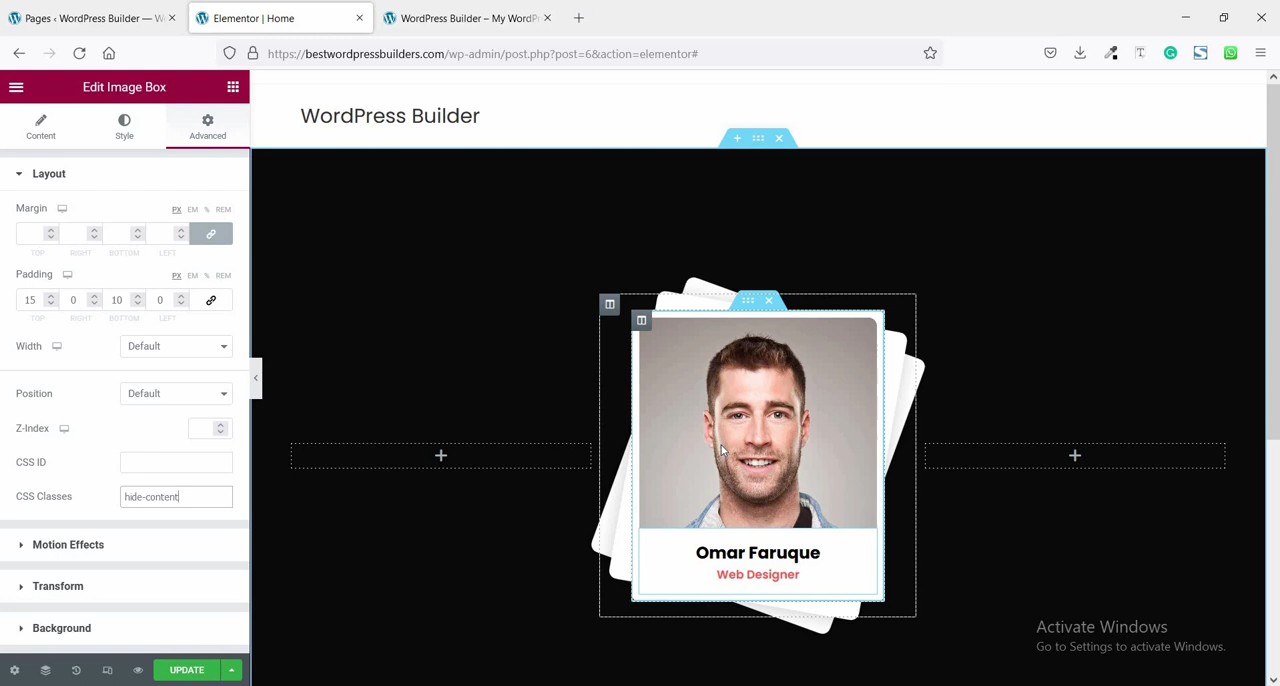 Pages ‹ WordPress Builder — W
Elementor | Home
WordPress Builder – My WordP
https://bestwordpressbuilders.com/wp-admin/post.php?post=6&action=elementor#
Edit Image Box
Content
Style
Advanced
WordPress Builder
Layout
Margin
PX EM % REM
TOP RIGHT BOTTOM LEFT
Padding
PX EM % REM
15 0 10 0
TOP RIGHT BOTTOM LEFT
Width
Default
Position
Default
Z-Index
CSS ID
CSS Classes
hide-content
Motion Effects
Transform
Background
UPDATE
Omar Faruque
Web Designer
Activate Windows
Go to Settings to activate Windows.